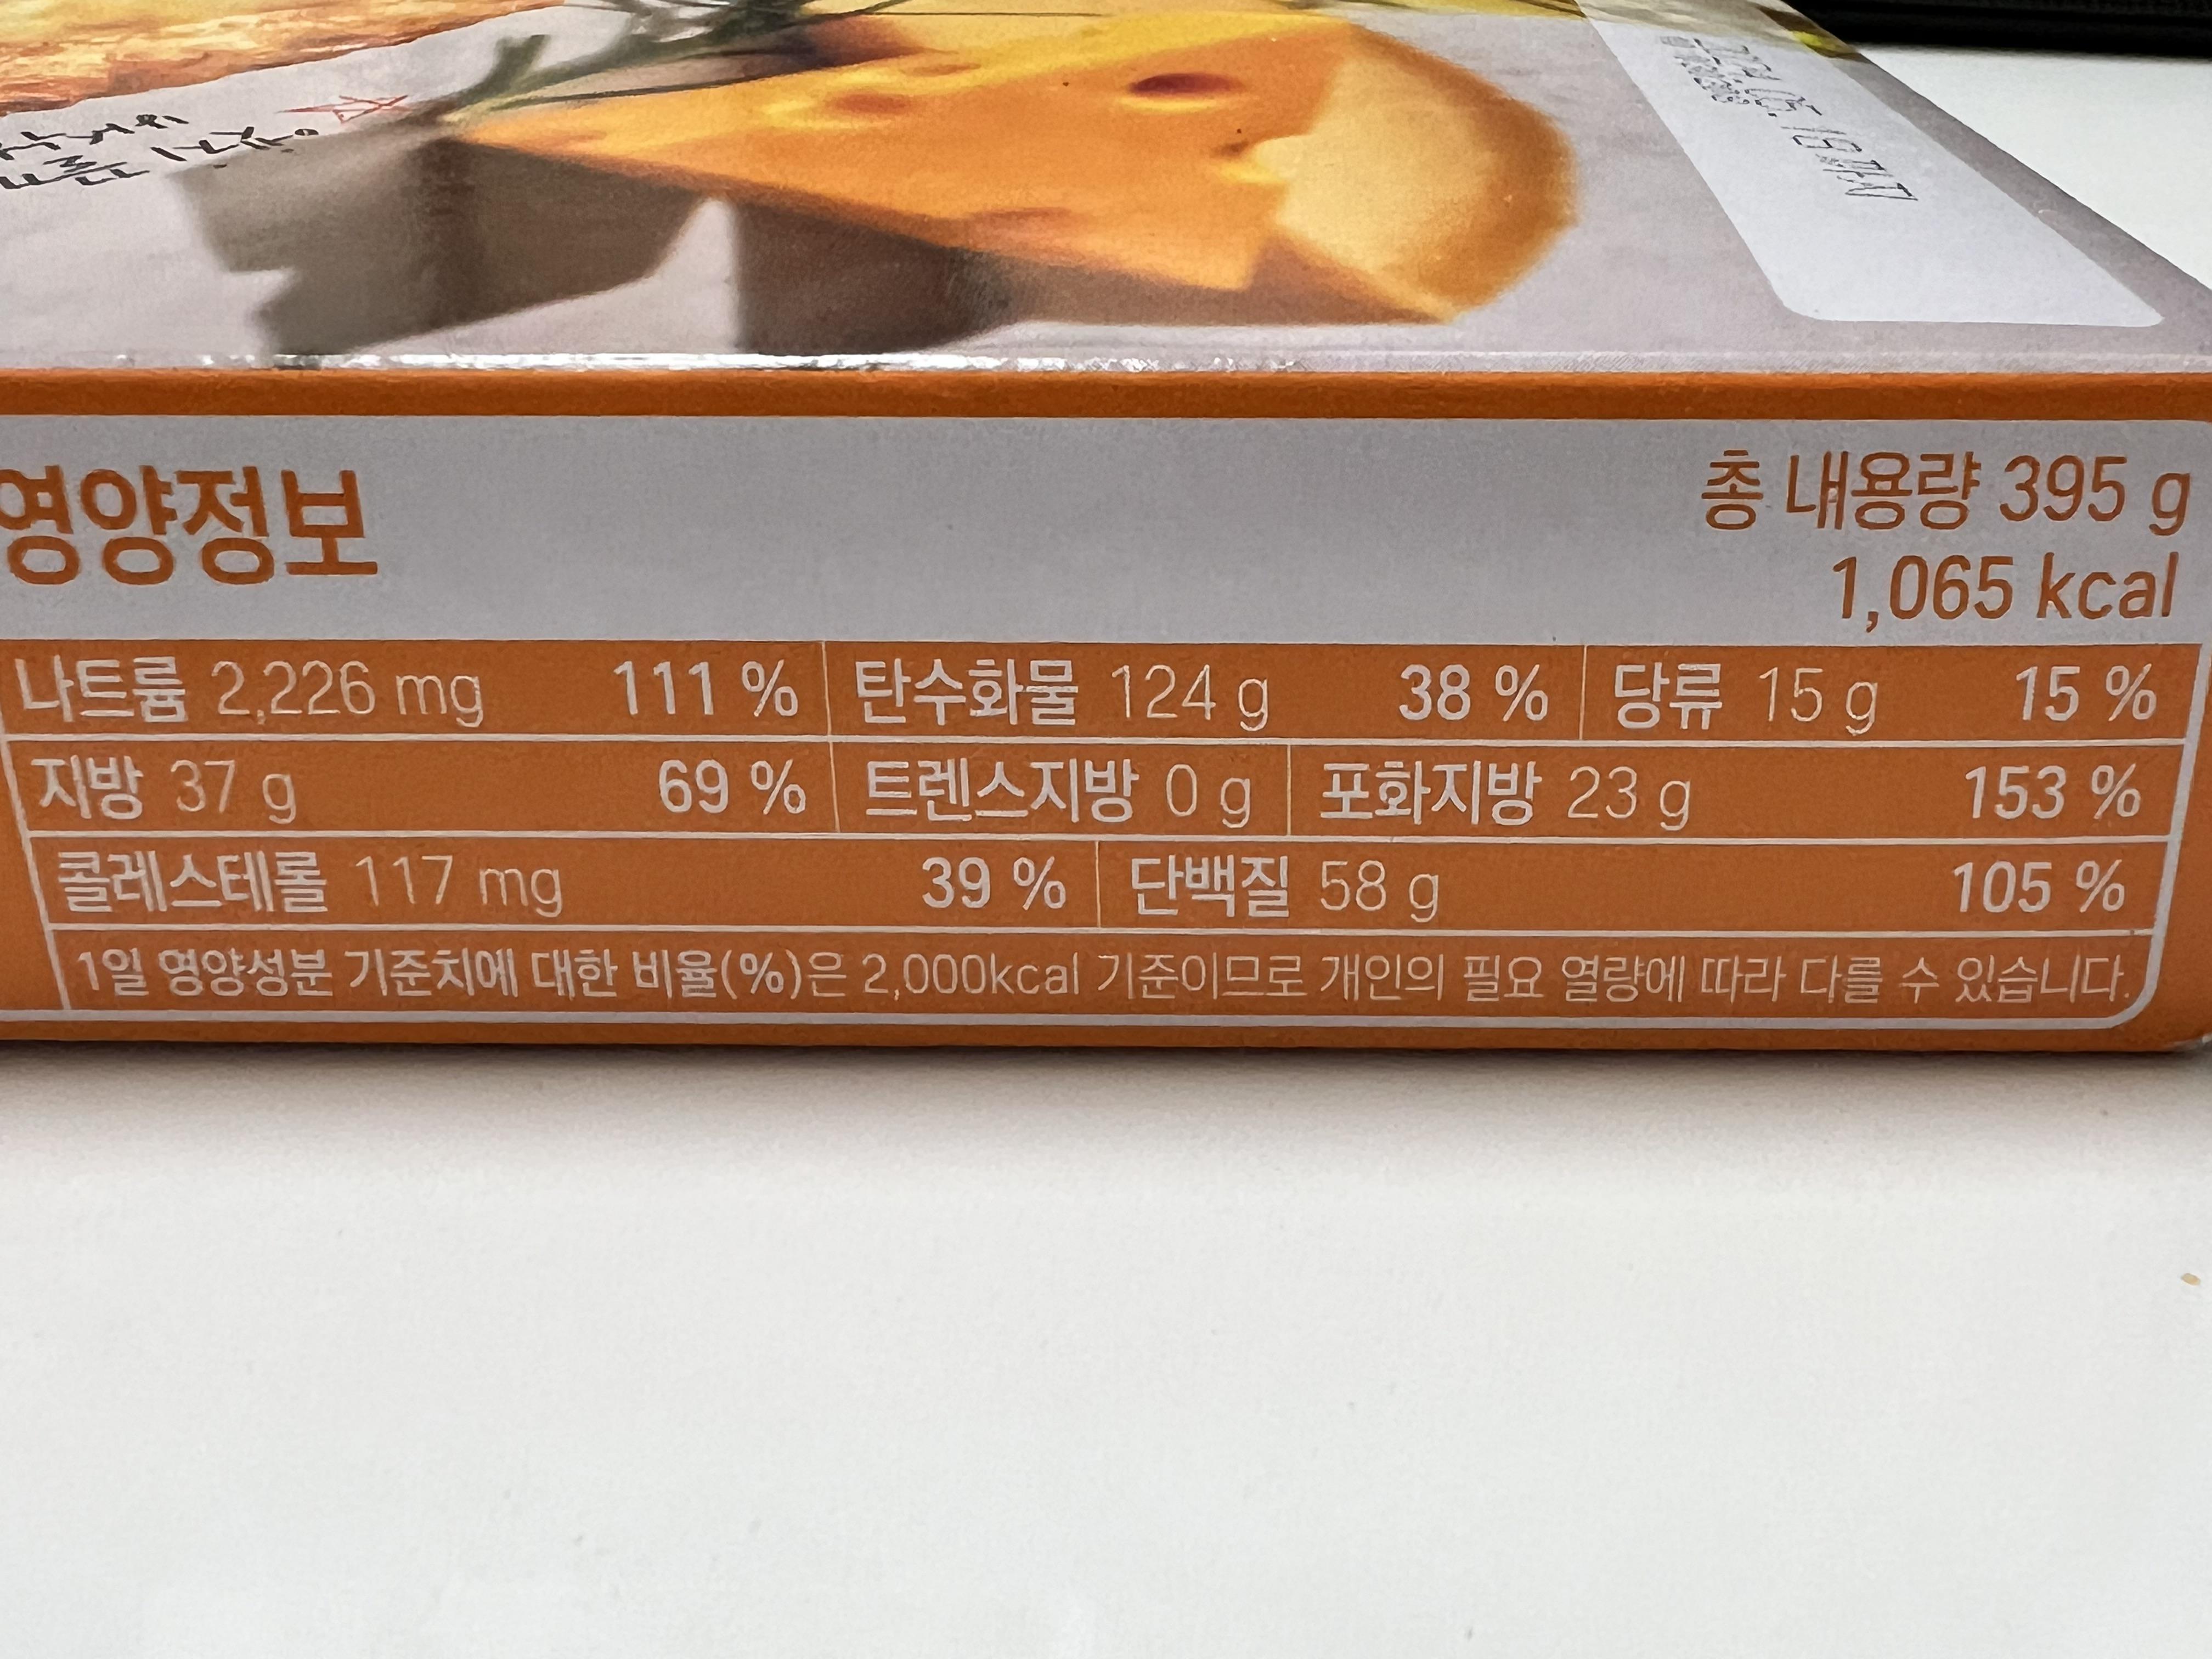 영양정보
총 내용량 395 g
1,065 kcal
나트륨 2,226 mg 111 % 탄수화물 124 g 38 % 당류 15 g 15 %
지방 37 g 69 % 트랜스지방 0 g 포화지방 23 g 153 %
콜레스테롤 117 mg 39 % 단백질 58 g 105 %
1일 영양성분 기준치에 대한 비율(%)은 2,000kcal 기준이므로 개인의 필요 열량에 따라 다를 수 있습니다.